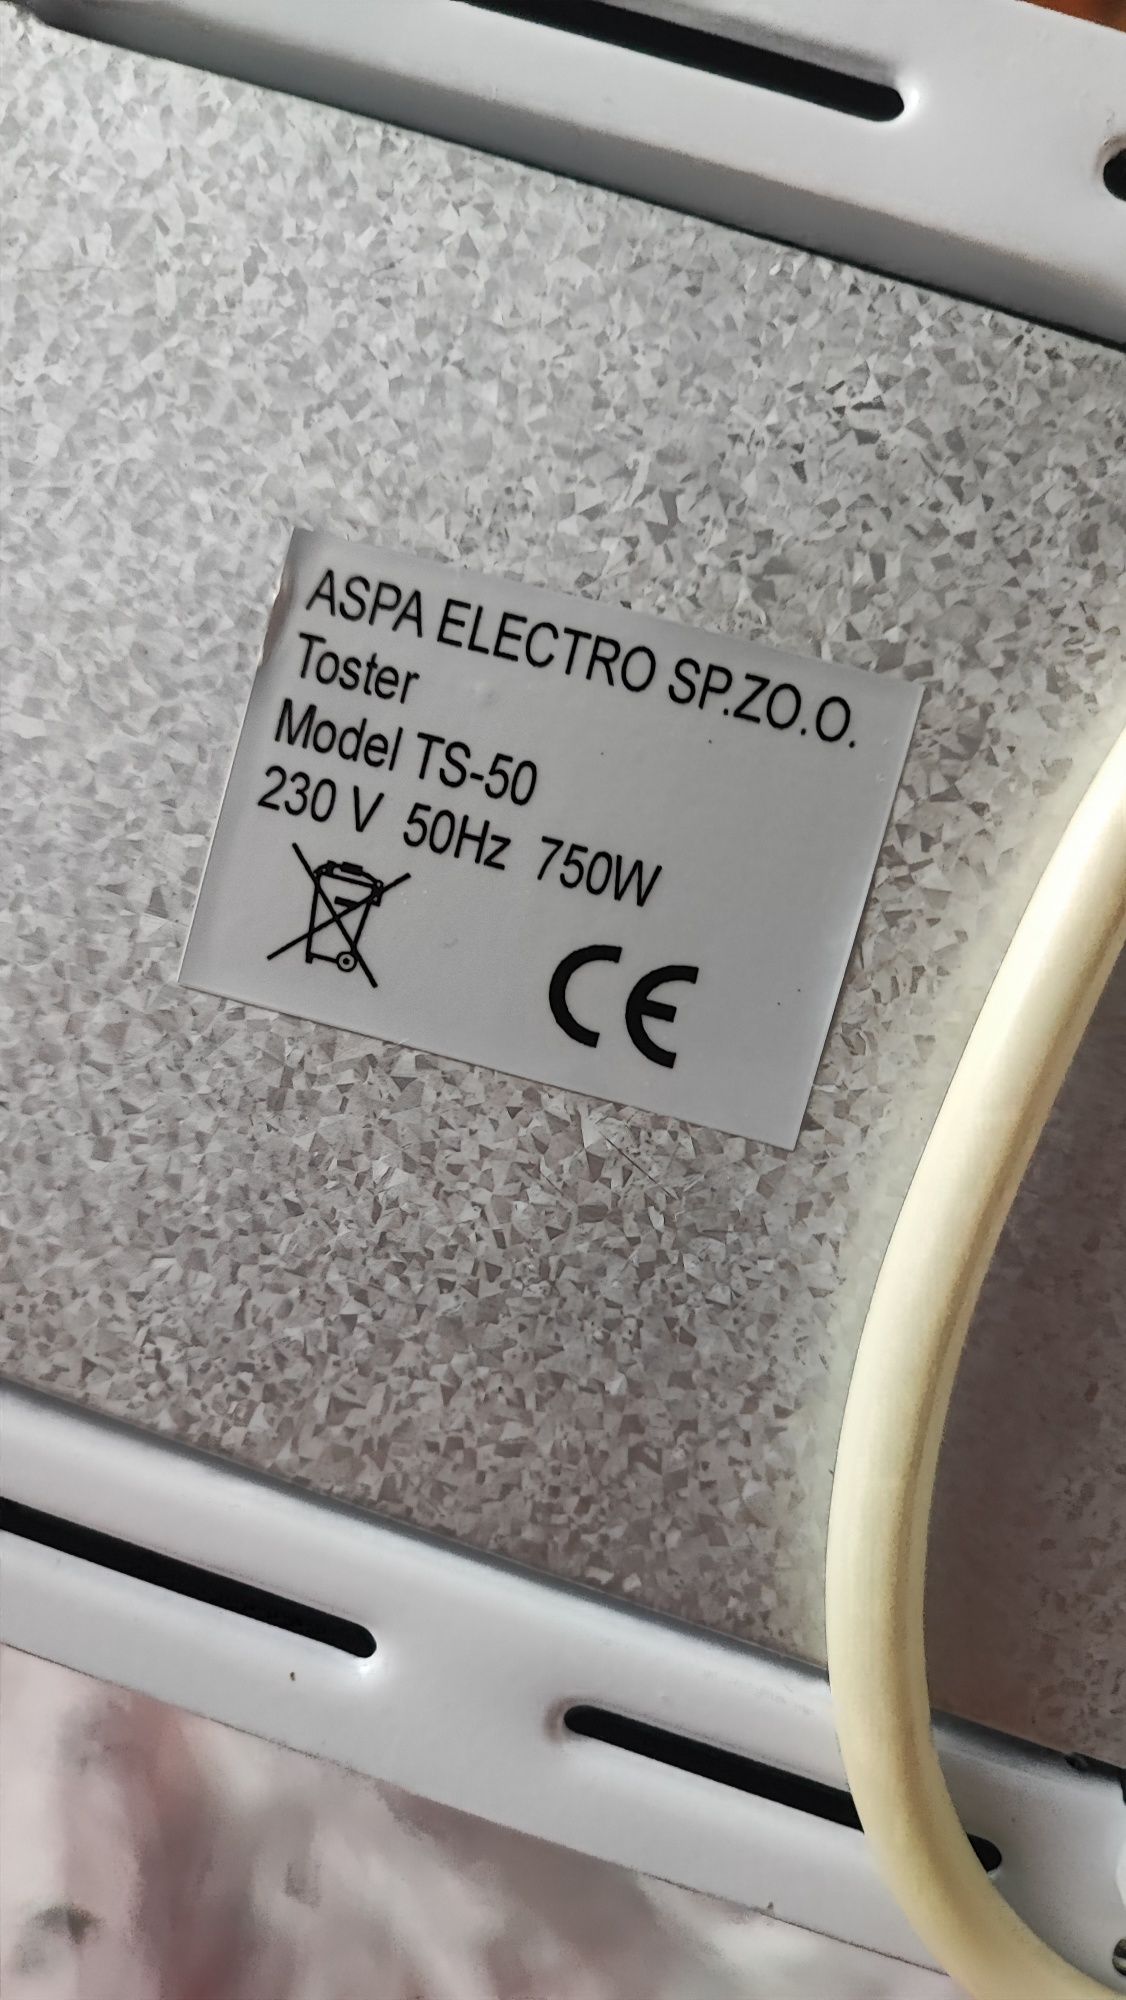 ASPA ELECTRO SP.ZO.O.
Toster
Model TS-50
230 V 50Hz 750W
CE